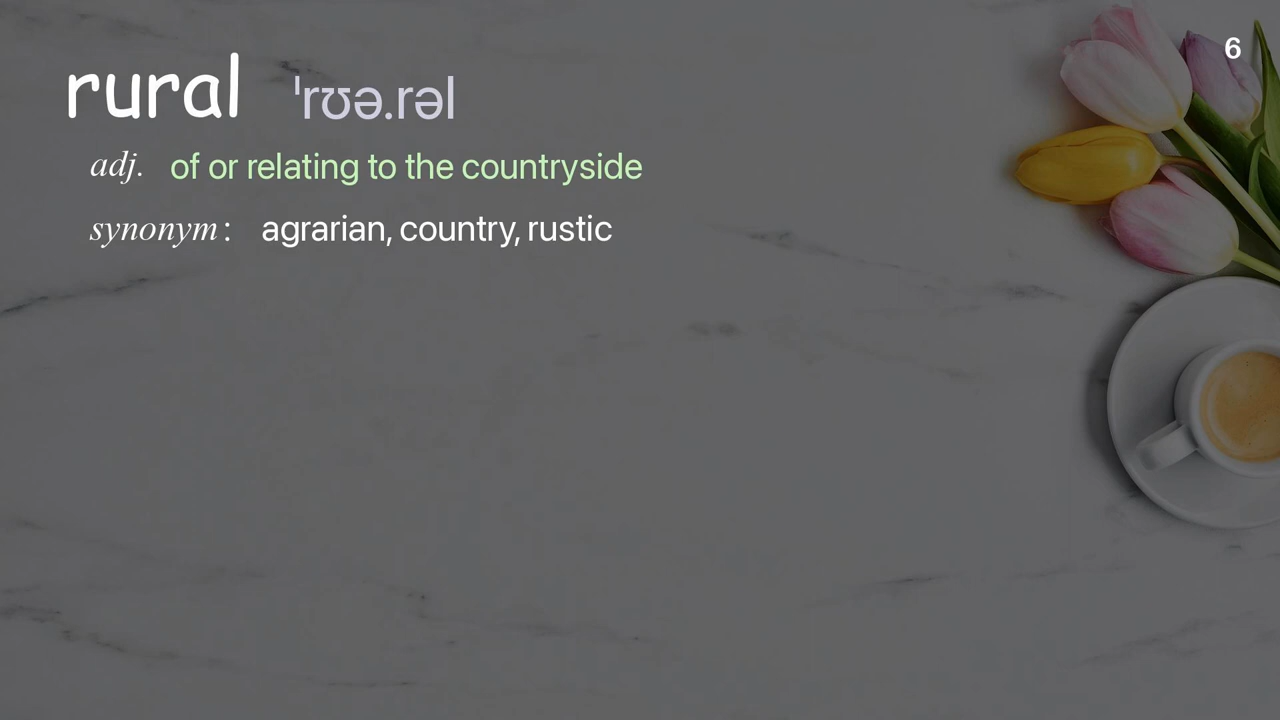 6
rural ˈrʊə.rəl
adj. of or relating to the countryside
synonym : agrarian, country, rustic